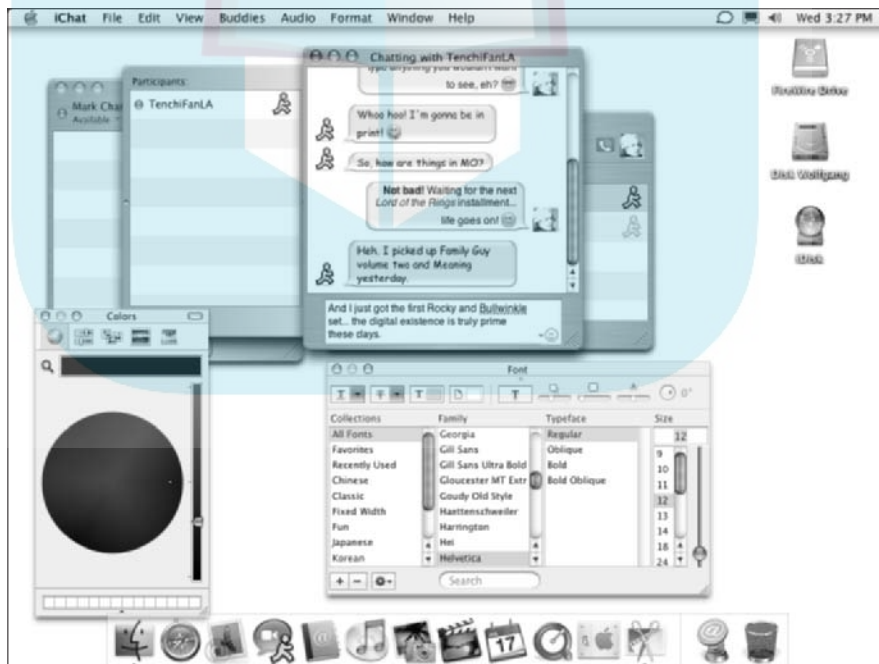 iChat File Edit View Buddies Audio Format Window Help Wed 3:27 PM
Chatting with TenchiFanLA
to see, eh?
Whoo hoo! I'm gonna be in
print!
So, how are things in MO?
Not bad! Waiting for the next
Lord of the Rings installment...
life goes on!
Heh. I picked up Family Guy
volume two and Meaning
yesterday.
And I just got the first Rocky and Bullwinkle
set... the digital existence is truly prime
these days.
Participants:
TenchiFanLA
Mark Cha
Available
FireWire Drive
Disk Wolfgang
iDisk
Colors
Font
0°
Collections Family Typeface Size
All Fonts Georgia Regular 12
Favorites Gill Sans Oblique 9
Recently Used Gill Sans Ultra Bold Bold 10
Chinese Gloucester MT Extr Bold Oblique 11
Classic Goudy Old Style 12
Fixed Width Haettenschweiler 13
Fun Harrington 14
Japanese Hei 18
Korean Helvetica 24
Search
17